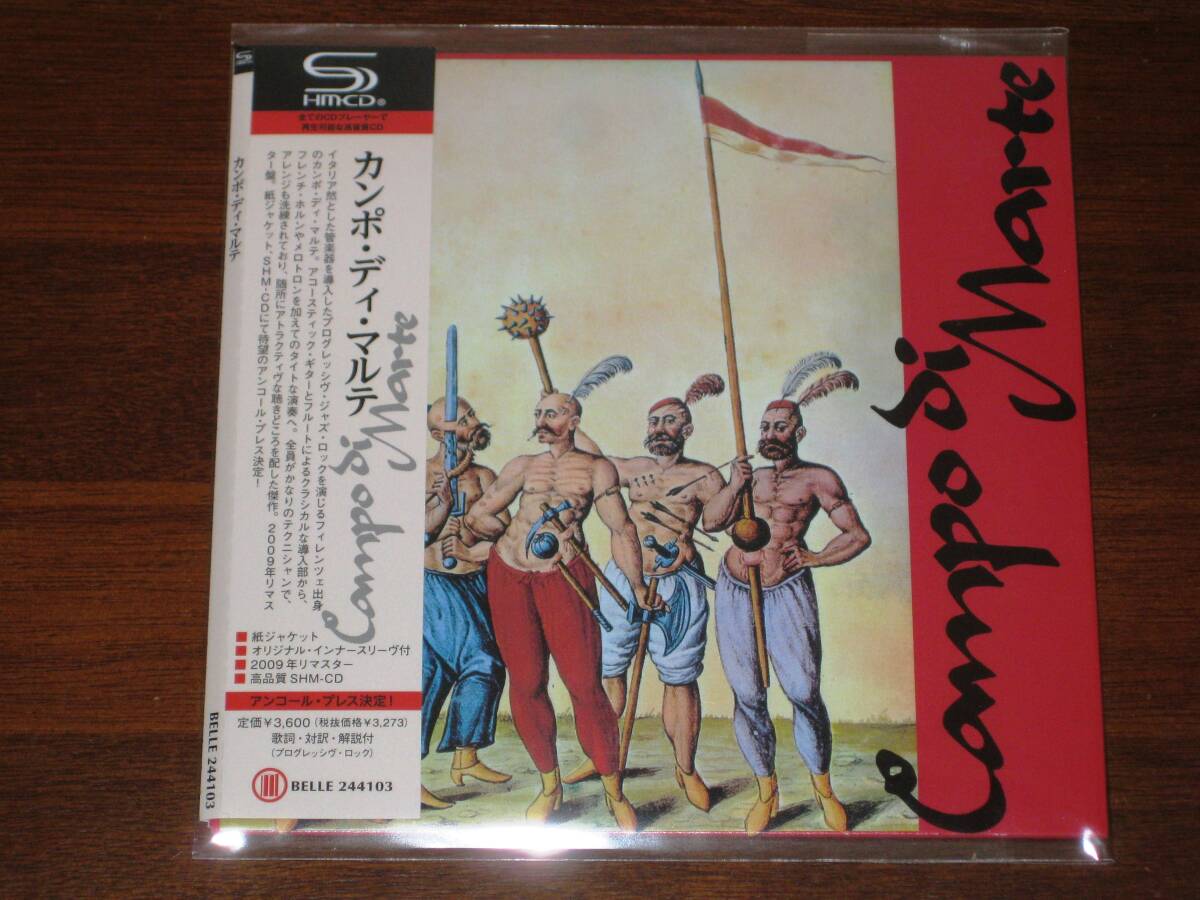 SHM-CD
カンポ・ディ・マルテ
BELLE 244103
SHM-CD®
全てのCDプレーヤーで
再生可能な高音質CD
カンポ・ディ・マルテ
Campo di Marte
イタリア然とした管楽器を導入したプログレッシヴ・ジャズ・ロックを演じるフィレンツェ出身
のカンポ・ディ・マルテ。アコースティック・ギターとフルートによるクラシカルな導入部から、
フレンチ・ホルンやメロトロンを加えてのタイトな演奏へ。全員がかなりのテクニシャンで、
アレンジも洗練されており、随所にアトラクティヴな聴きどころを配した傑作。2009年リマス
ター盤。紙ジャケット、SHM-CDにて待望のアンコール・プレス決定！
■紙ジャケット
■オリジナル・インナースリーヴ付
■2009年リマスター
■高品質SHM-CD
アンコール・プレス決定！
定価¥3,600（税抜価格¥3,273）
歌詞・対訳・解説付
（プログレッシヴ・ロック）
BELLE 244103
Campo di Marte